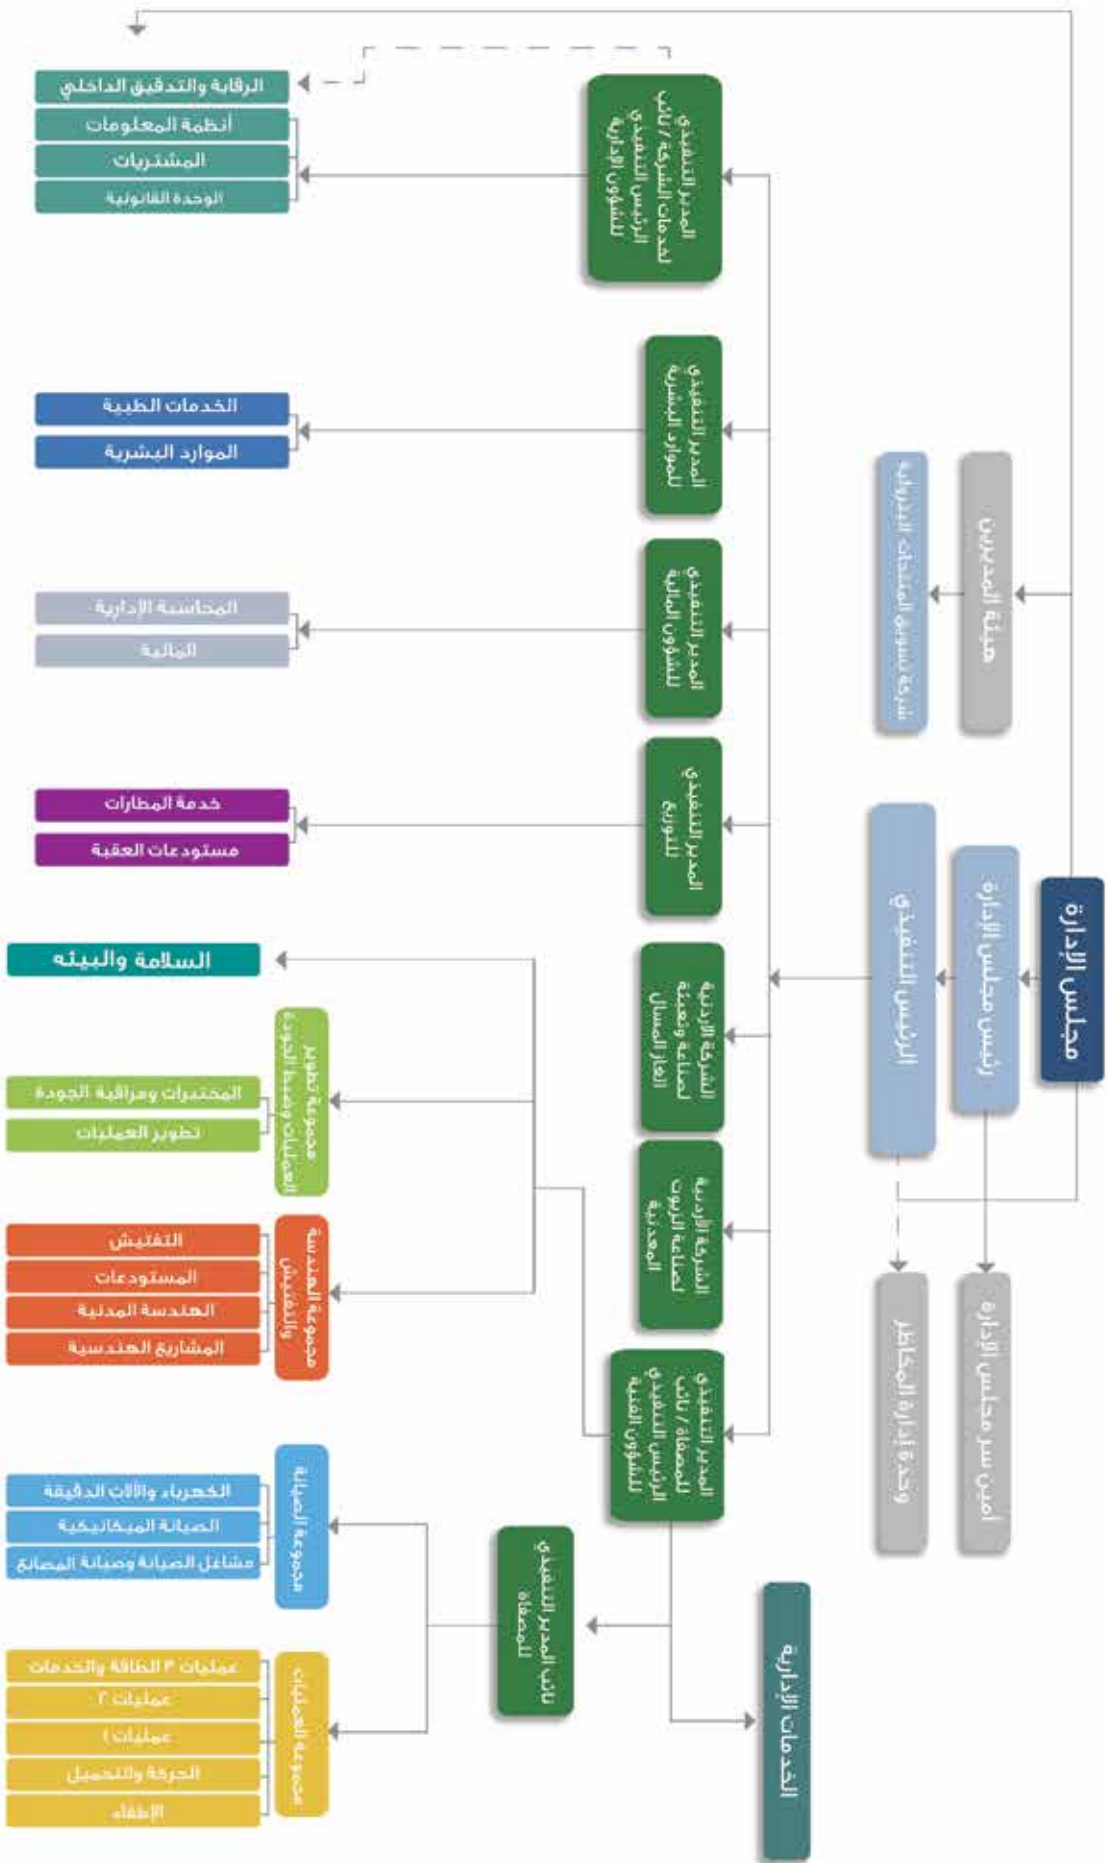 مجلس الإدارة
رئيس مجلس الإدارة
أمين سر مجلس الإدارة
هيئة المديرين
شركة تسويق المنتجات البترولية
الرئيس التنفيذي
وحدة إدارة المخاطر
الخدمات الإدارية
المدير التنفيذي
لخدمات الشركة / نائب
الرئيس التنفيذي
للشؤون الإدارية
الرقابة والتدقيق الداخلي
أنظمة المعلومات
المشتريات
الوحدة القانونية
المدير التنفيذي
للموارد البشرية
الخدمات الطبية
الموارد البشرية
المدير التنفيذي
للشؤون المالية
المحاسبة الإدارية
المالية
المدير التنفيذي
للتوزيع
خدمة المطارات
مستودعات العقبة
الشركة الاردنية
لصناعة وتعبئة
الغاز المسال
الشركة الأردنية
لصناعة الزيوت
المعدنية
المدير التنفيذي
للمصفاة / نائب
الرئيس التنفيذي
للشؤون الفنية
السلامة والبيئه
مجموعة تطوير
العمليات وضبط الجودة
المختبرات ومراقبة الجودة
تطوير العمليات
مجموعة الهندسة
والتفتيش
التفتيش
المستودعات
الهندسة المدنية
المشاريع الهندسية
نائب المدير التنفيذي
للمصفاة
مجموعة الصيانة
الكهرباء والآلات الدقيقة
الصيانة الميكانيكية
مشاغل الصيانة وصيانة المصانع
مجموعة العمليات
عمليات ٣ الطاقة والخدمات
عمليات ٢
عمليات ١
الحركة والتحميل
الإطفاء